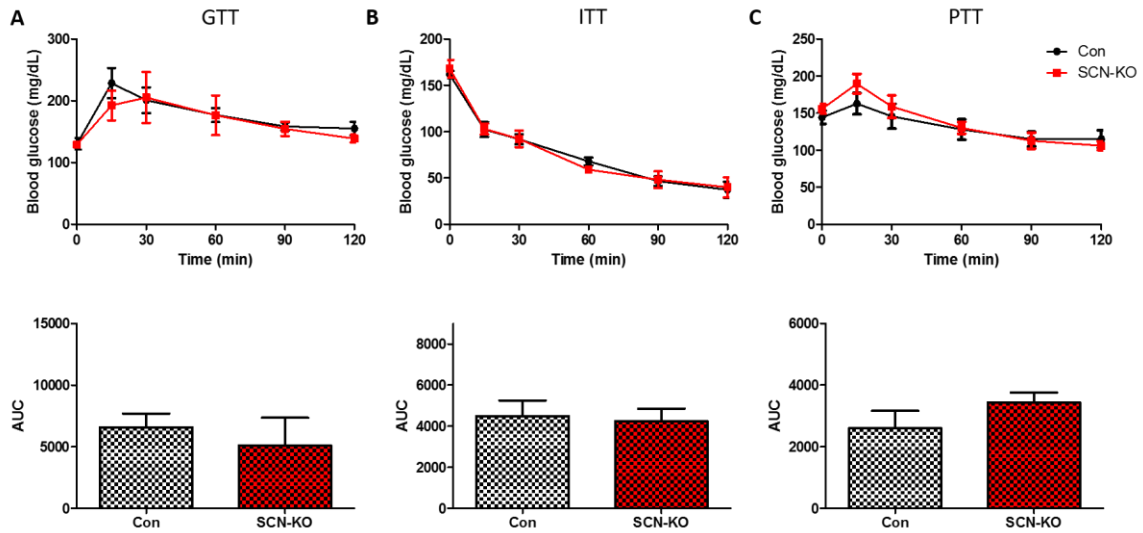 A GTT
Blood glucose (mg/dL)
300
200
100
0
0 30 60 90 120
Time (min)
B ITT
Blood glucose (mg/dL)
200
150
100
50
0
0 30 60 90 120
Time (min)
C PTT
Blood glucose (mg/dL)
250
200
150
100
50
0
0 30 60 90 120
Time (min)
Con
SCN-KO
AUC
15000
10000
5000
0
Con SCN-KO
AUC
8000
6000
4000
2000
0
Con SCN-KO
AUC
6000
4000
2000
0
Con SCN-KO